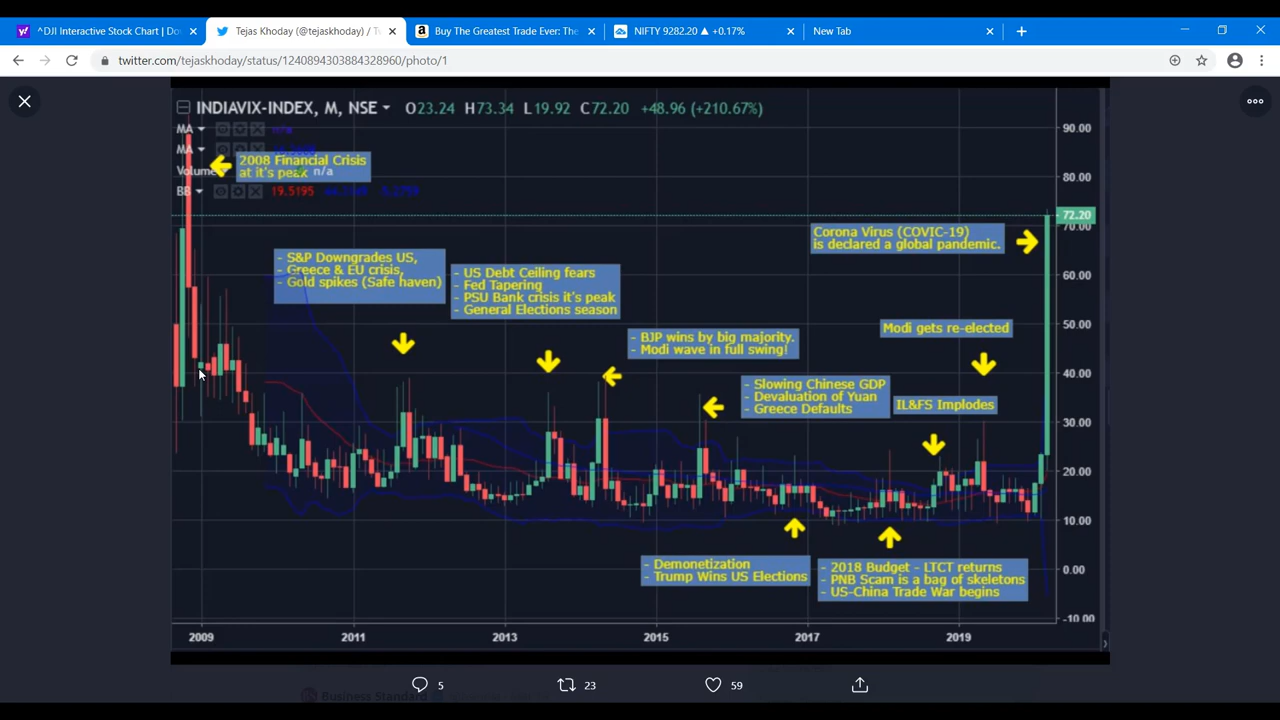 ^DJI Interactive Stock Chart | Do
Tejas Khoday (@tejaskhoday) / Tw
Buy The Greatest Trade Ever: The
NIFTY 9282.20 ▲ +0.17%
New Tab
twitter.com/tejaskhoday/status/1240894303884328960/photo/1
INDIAVIX-INDEX, M, NSE
O23.24 H73.34 L19.92 C72.20 +48.96 (+210.67%)
MA
n/a
MA
Volume
n/a
BB
19.5195
2008 Financial Crisis
at it's peak
- S&P Downgrades US,
- Greece & EU crisis,
- Gold spikes (Safe haven)
- US Debt Ceiling fears
- Fed Tapering
- PSU Bank crisis it's peak
- General Elections season
- BJP wins by big majority.
- Modi wave in full swing!
- Slowing Chinese GDP
- Devaluation of Yuan
- Greece Defaults
Corona Virus (COVIC-19)
is declared a global pandemic.
Modi gets re-elected
IL&FS Implodes
- Demonetization
- Trump Wins US Elections
- 2018 Budget - LTCT returns
- PNB Scam is a bag of skeletons
- US-China Trade War begins
90.00
80.00
72.20
70.00
60.00
50.00
40.00
30.00
20.00
10.00
0.00
-10.00
2009 2011 2013 2015 2017 2019
5 23 59
Business Standard